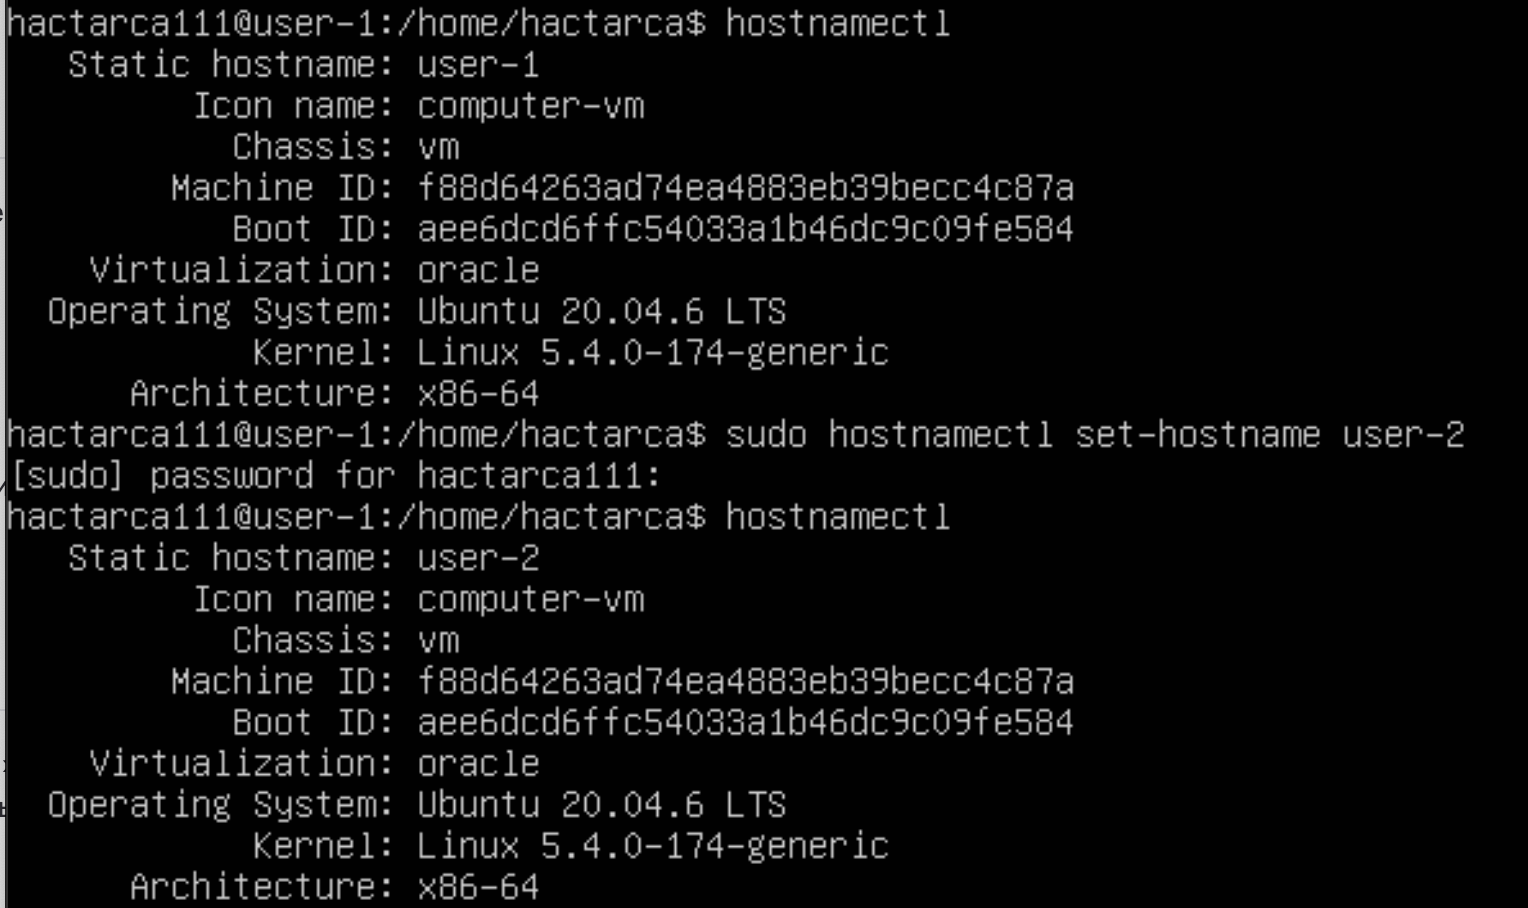 hactarca111@user-1:/home/hactarca$ hostnamectl
Static hostname: user-1
Icon name: computer-vm
Chassis: vm
Machine ID: f88d64263ad74ea4883eb39becc4c87a
Boot ID: aee6dcd6ffc54033a1b46dc9c09fe584
Virtualization: oracle
Operating System: Ubuntu 20.04.6 LTS
Kernel: Linux 5.4.0-174-generic
Architecture: x86-64
hactarca111@user-1:/home/hactarca$ sudo hostnamectl set-hostname user-2
[sudo] password for hactarca111:
hactarca111@user-1:/home/hactarca$ hostnamectl
Static hostname: user-2
Icon name: computer-vm
Chassis: vm
Machine ID: f88d64263ad74ea4883eb39becc4c87a
Boot ID: aee6dcd6ffc54033a1b46dc9c09fe584
Virtualization: oracle
Operating System: Ubuntu 20.04.6 LTS
Kernel: Linux 5.4.0-174-generic
Architecture: x86-64